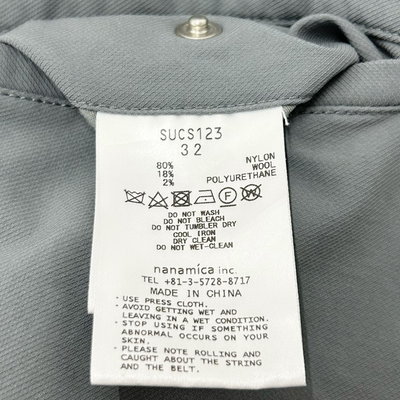 SUCS123
32
80% NYLON
18% WOOL
2% POLYURETHANE
F W
DO NOT WASH
DO NOT BLEACH
DO NOT TUMBLER DRY
COOL IRON
DRY CLEAN
DO NOT WET-CLEAN
nanamica inc.
TEL +81-3-5728-8717
MADE IN CHINA
・USE PRESS CLOTH.
・AVOID GETTING WET AND
LEAVING IN A WET CONDITION.
・STOP USING IF SOMETHING
ABNORMAL OCCURS ON YOUR
SKIN.
・PLEASE NOTE ROLLING AND
CAUGHT ABOUT THE STRING
AND THE BELT.